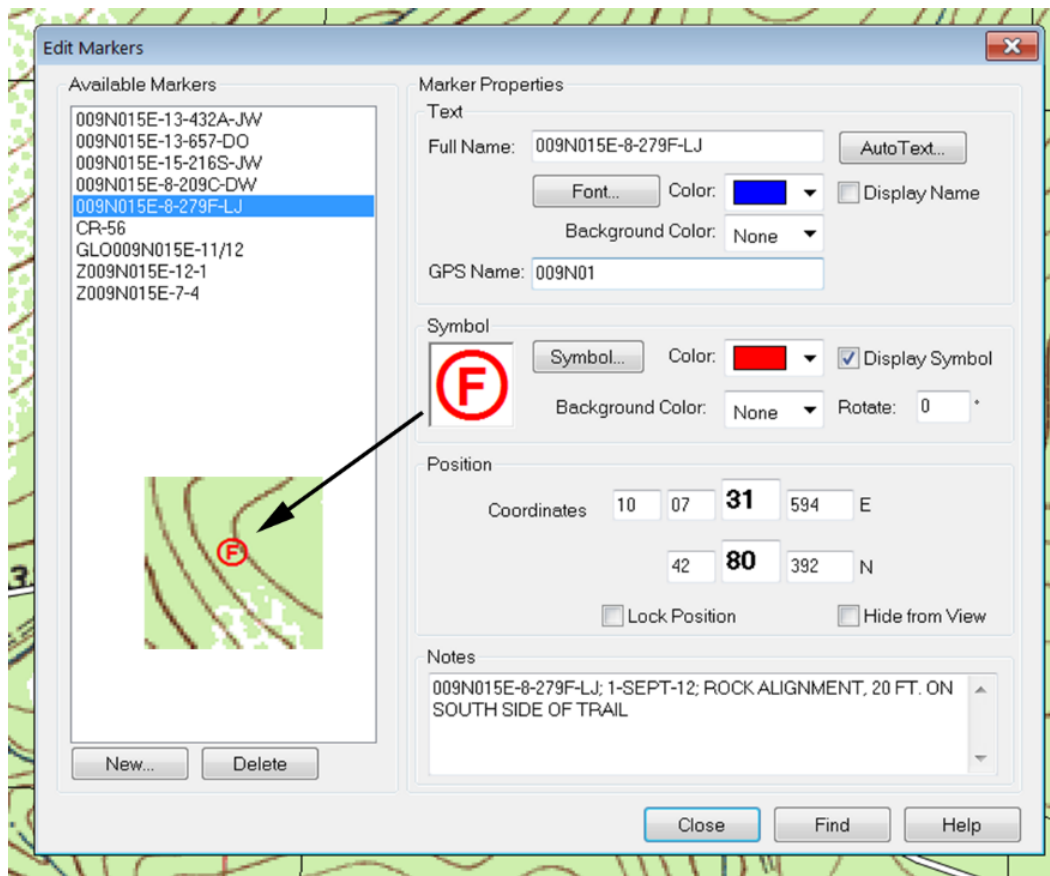 Edit Markers
Available Markers
009N015E-13-432A-JW
009N015E-13-657-DO
009N015E-15-216S-JW
009N015E-8-209C-DW
009N015E-8-279F-LJ
CR-56
GLO009N015E-11/12
Z009N015E-12-1
Z009N015E-7-4
F
New... Delete
Marker Properties
Text
Full Name: 009N015E-8-279F-LJ AutoText...
Font... Color: Display Name
Background Color: None
GPS Name: 009N01
Symbol
F Symbol... Color: Display Symbol
Background Color: None Rotate: 0 °
Position
Coordinates 10 07 31 594 E
42 80 392 N
Lock Position Hide from View
Notes
009N015E-8-279F-LJ; 1-SEPT-12; ROCK ALIGNMENT, 20 FT. ON
SOUTH SIDE OF TRAIL
Close Find Help
3